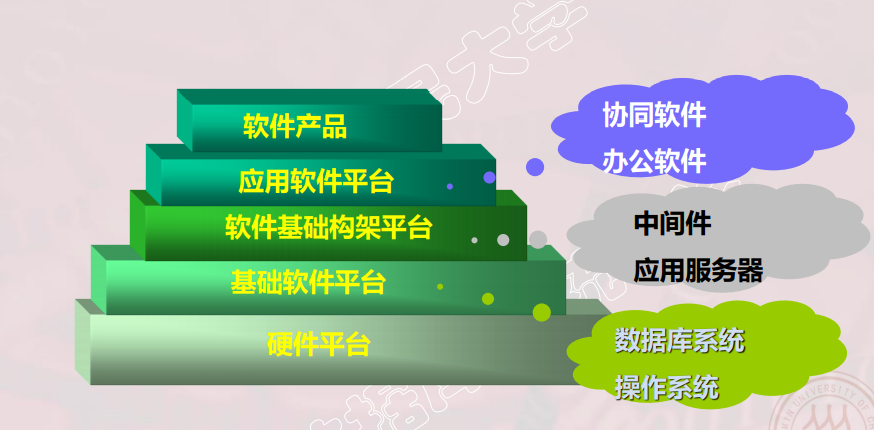 软件产品
应用软件平台
软件基础构架平台
基础软件平台
硬件平台
协同软件
办公软件
中间件
应用服务器
数据库系统
操作系统